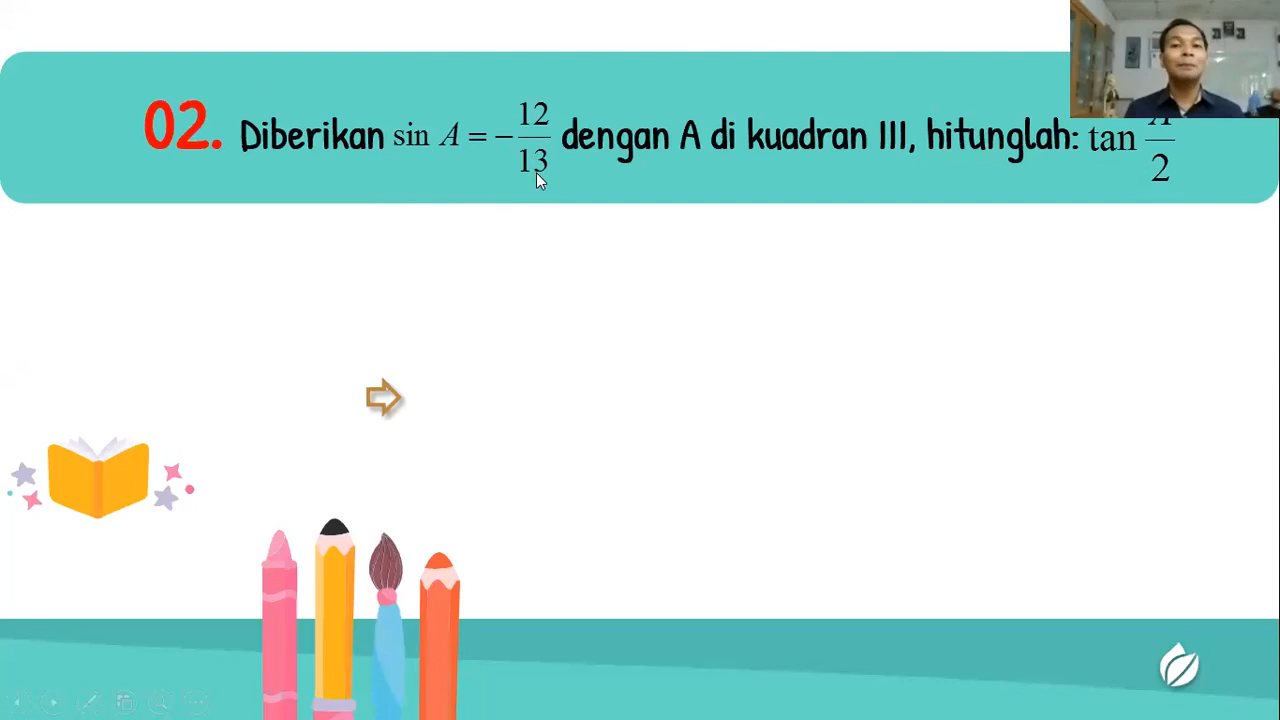 02. Diberikan sin A = -12/13 dengan A di kuadran III, hitunglah: tan A/2